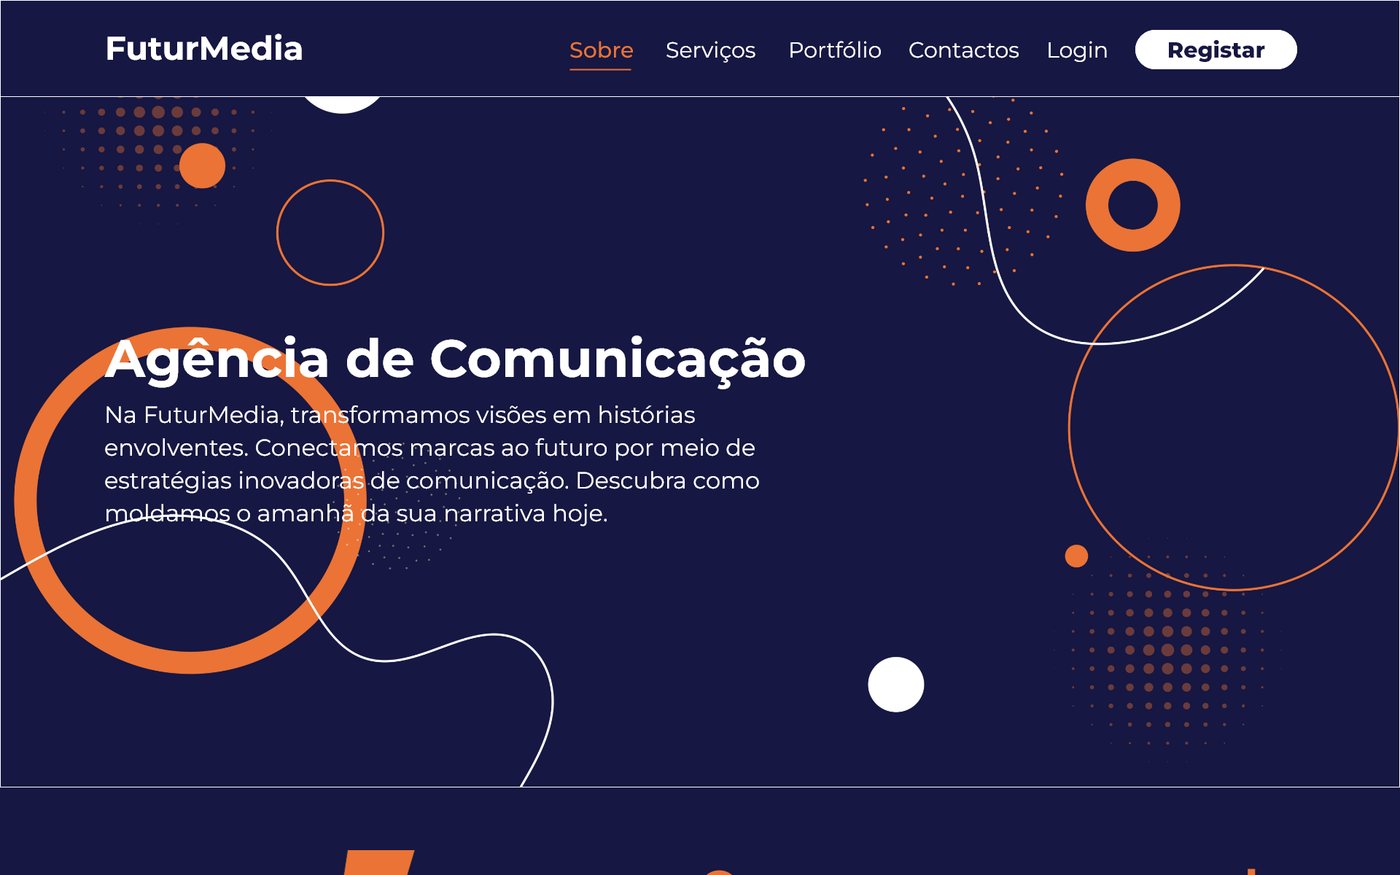 FuturMedia
Sobre Serviços Portfólio Contactos Login Registar
Agência de Comunicação
Na FuturMedia, transformamos visões em histórias
envolventes. Conectamos marcas ao futuro por meio de
estratégias inovadoras de comunicação. Descubra como
moldamos o amanhã da sua narrativa hoje.